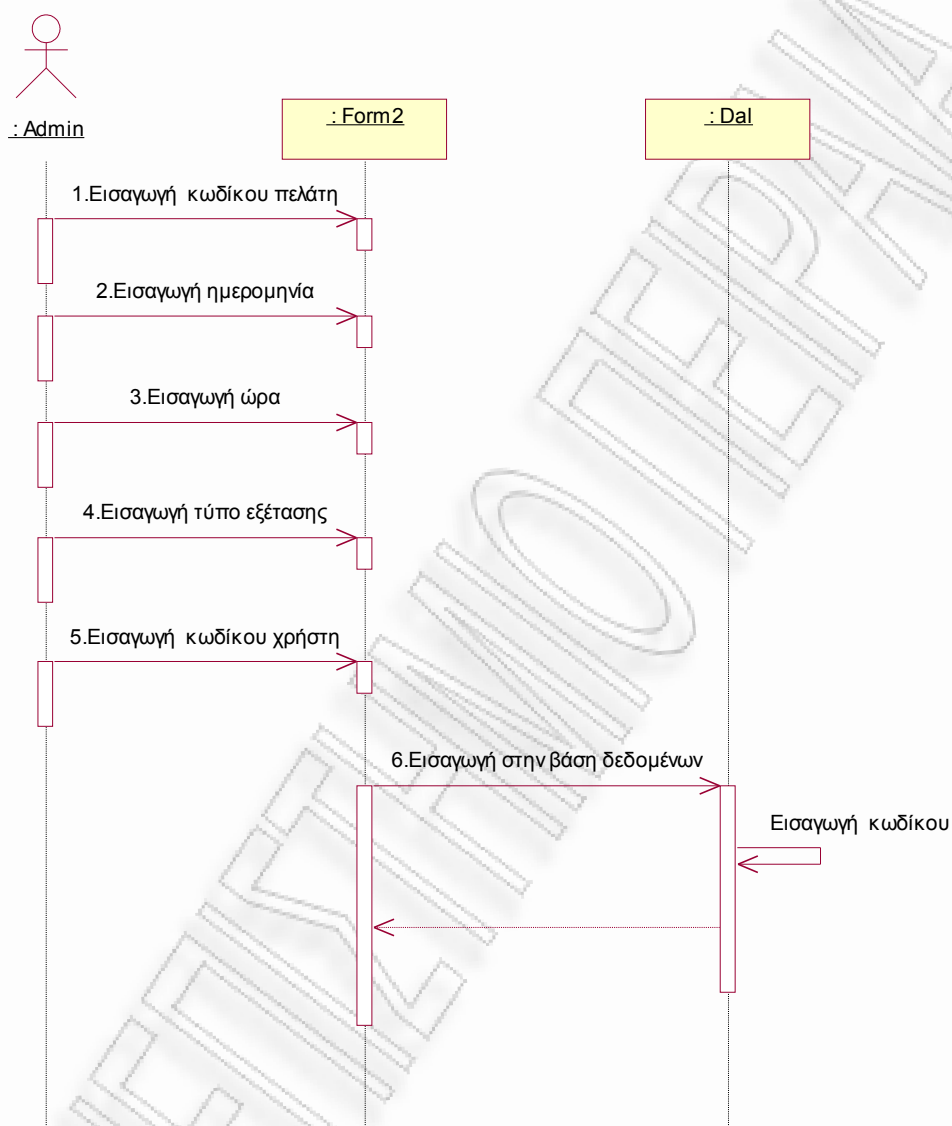 : Admin
: Form2
: Dal
1.Εισαγωγή κωδίκου πελάτη
2.Εισαγωγή ημερομηνία
3.Εισαγωγή ώρα
4.Εισαγωγή τύπο εξέτασης
5.Εισαγωγή κωδίκου χρήστη
6.Εισαγωγή στην βάση δεδομένων
Εισαγωγή κωδίκου